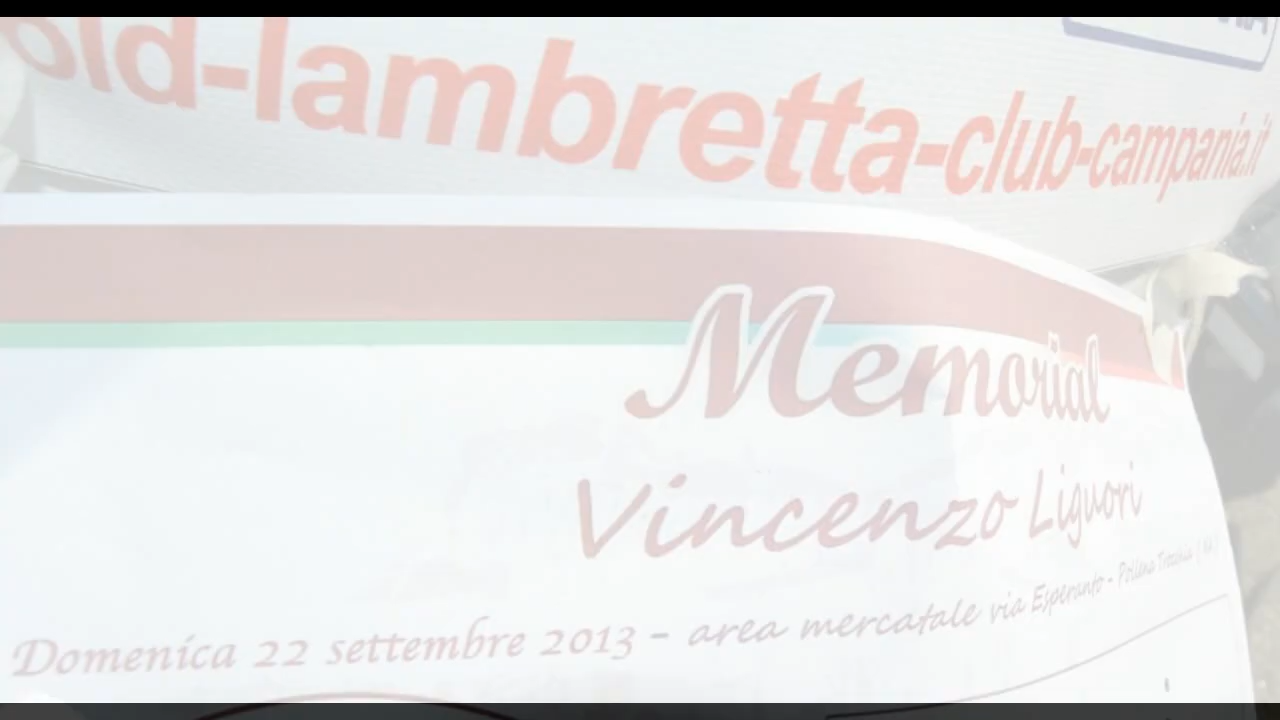 old-lambretta-club-campania.it
Memorial
Vincenzo Liguori
Domenica 22 settembre 2013 - area mercatale via Esperanto - Pollena Trocchia (NA)